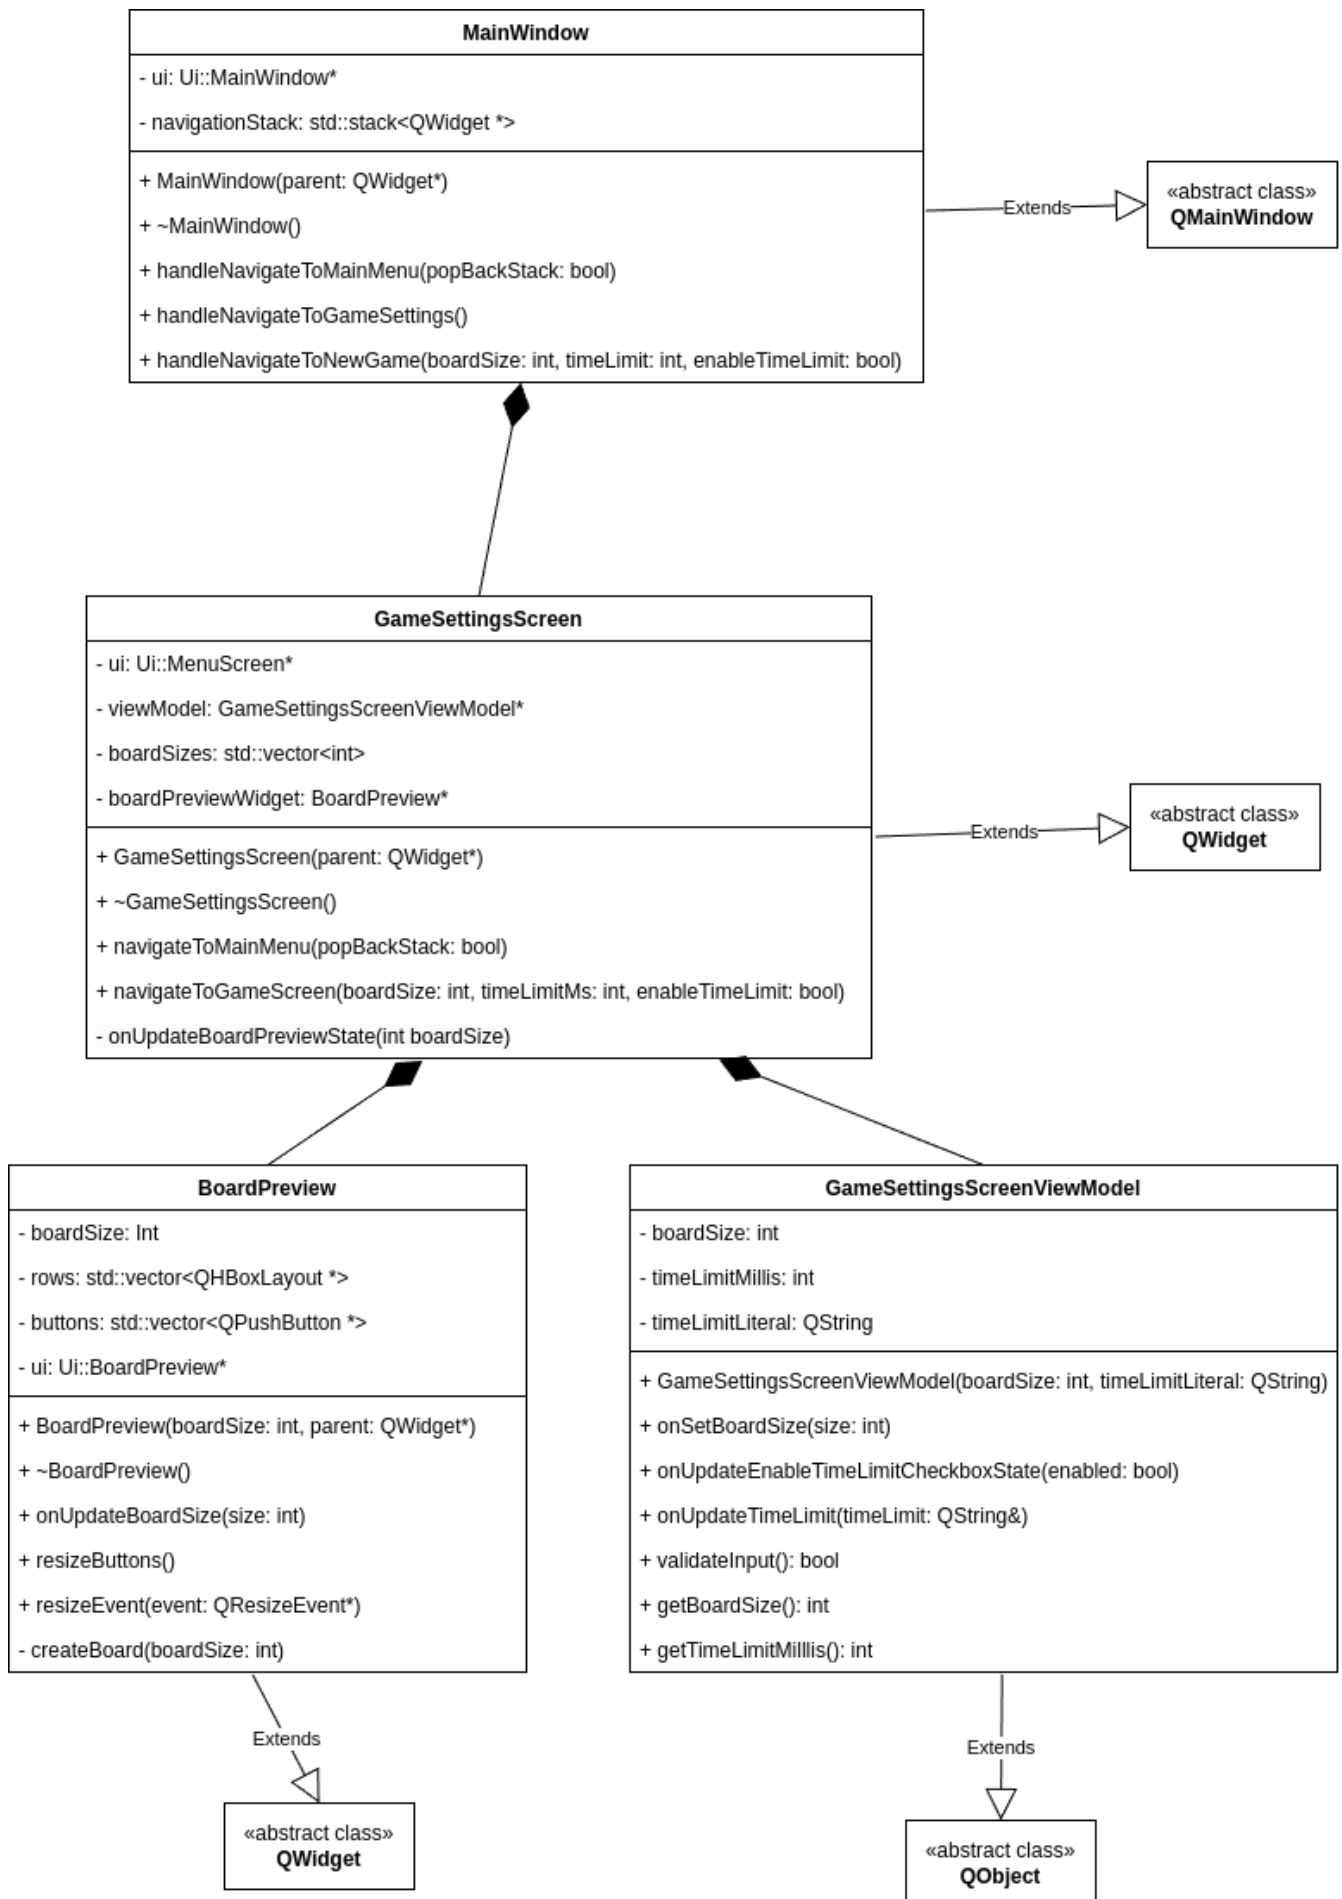 MainWindow
- ui: Ui::MainWindow*
- navigationStack: std::stack<QWidget *>
+ MainWindow(parent: QWidget*)
+ ~MainWindow()
+ handleNavigateToMainMenu(popBackStack: bool)
+ handleNavigateToGameSettings()
+ handleNavigateToNewGame(boardSize: int, timeLimit: int, enableTimeLimit: bool)
Extends
«abstract class»
QMainWindow
GameSettingsScreen
- ui: Ui::MenuScreen*
- viewModel: GameSettingsScreenViewModel*
- boardSizes: std::vector<int>
- boardPreviewWidget: BoardPreview*
+ GameSettingsScreen(parent: QWidget*)
+ ~GameSettingsScreen()
+ navigateToMainMenu(popBackStack: bool)
+ navigateToGameScreen(boardSize: int, timeLimitMs: int, enableTimeLimit: bool)
- onUpdateBoardPreviewState(int boardSize)
Extends
«abstract class»
QWidget
BoardPreview
- boardSize: Int
- rows: std::vector<QHBoxLayout *>
- buttons: std::vector<QPushButton *>
- ui: Ui::BoardPreview*
+ BoardPreview(boardSize: int, parent: QWidget*)
+ ~BoardPreview()
+ onUpdateBoardSize(size: int)
+ resizeButtons()
+ resizeEvent(event: QResizeEvent*)
- createBoard(boardSize: int)
Extends
«abstract class»
QWidget
GameSettingsScreenViewModel
- boardSize: int
- timeLimitMillis: int
- timeLimitLiteral: QString
+ GameSettingsScreenViewModel(boardSize: int, timeLimitLiteral: QString)
+ onSetBoardSize(size: int)
+ onUpdateEnableTimeLimitCheckboxState(enabled: bool)
+ onUpdateTimeLimit(timeLimit: QString&)
+ validateInput(): bool
+ getBoardSize(): int
+ getTimeLimitMilllis(): int
Extends
«abstract class»
QObject